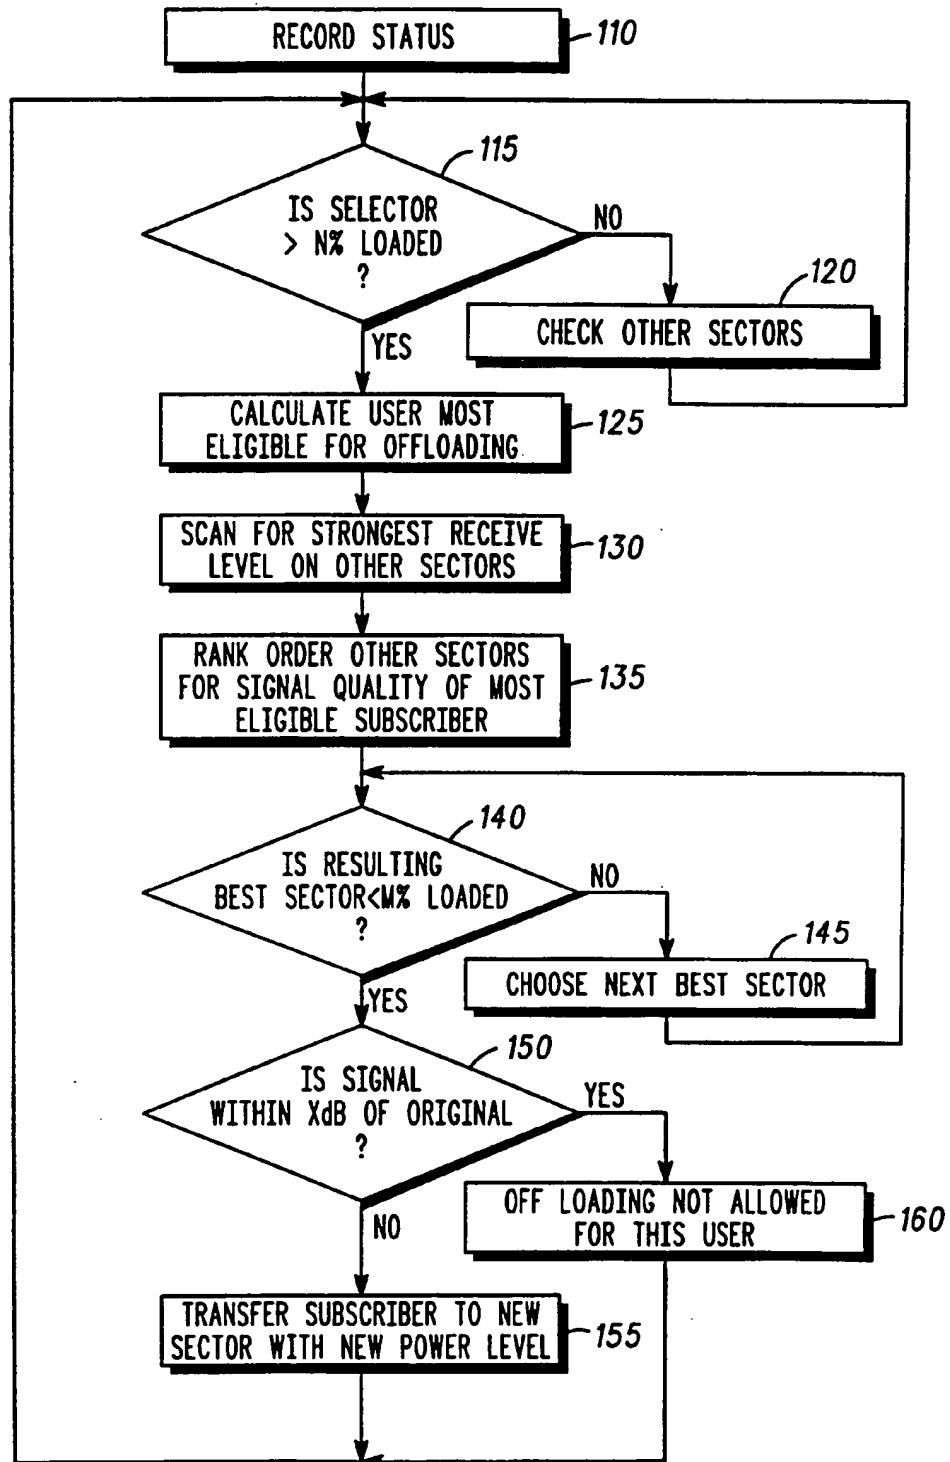 RECORD STATUS
110
115
IS SELECTOR
> N% LOADED
?
NO
YES
120
CHECK OTHER SECTORS
CALCULATE USER MOST
ELIGIBLE FOR OFFLOADING
125
SCAN FOR STRONGEST RECEIVE
LEVEL ON OTHER SECTORS
130
RANK ORDER OTHER SECTORS
FOR SIGNAL QUALITY OF MOST
ELIGIBLE SUBSCRIBER
135
140
IS RESULTING
BEST SECTOR<M% LOADED
?
NO
YES
145
CHOOSE NEXT BEST SECTOR
150
IS SIGNAL
WITHIN XdB OF ORIGINAL
?
YES
NO
OFF LOADING NOT ALLOWED
FOR THIS USER
160
TRANSFER SUBSCRIBER TO NEW
SECTOR WITH NEW POWER LEVEL
155